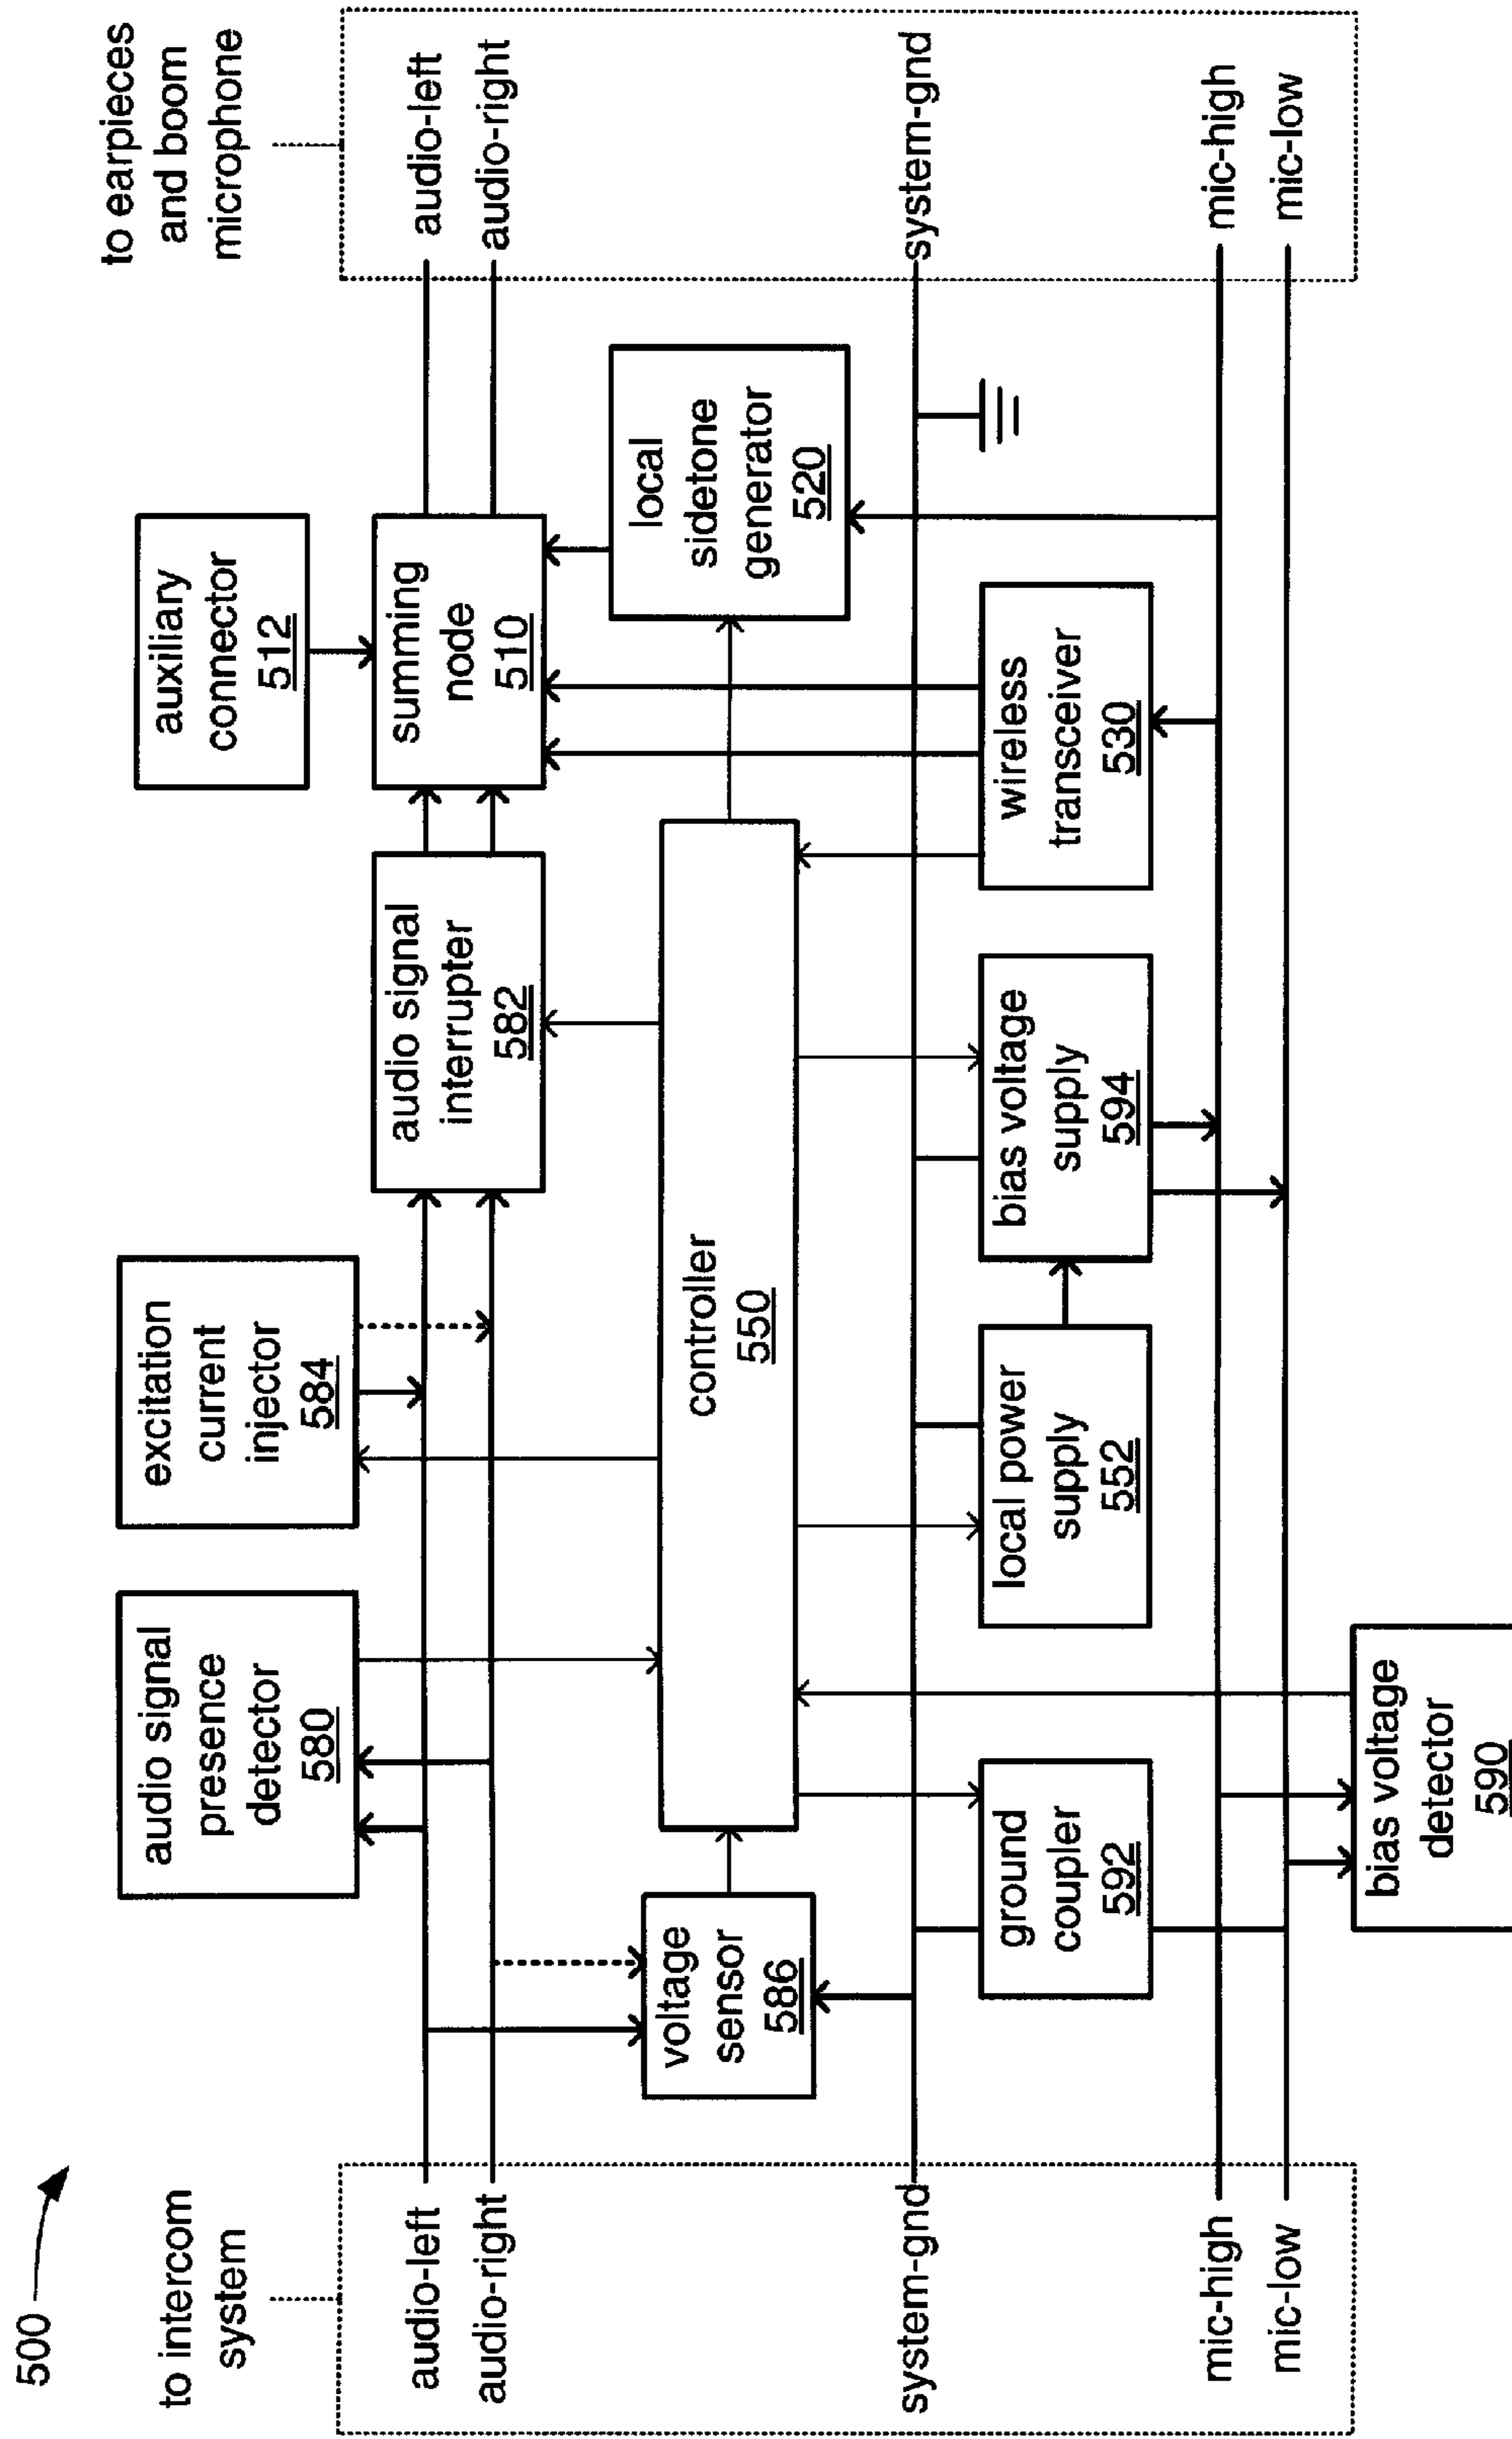 500
to intercom
system
to earpieces
and boom
microphone
audio-left
audio-right
system-gnd
mic-high
mic-low
audio signal
presence
detector
580
excitation
current
injector
584
auxiliary
connector
512
audio signal
interrupter
582
summing
node
510
audio-left
audio-right
voltage
sensor
586
controller
550
local
sidetone
generator
520
system-gnd
ground
coupler
592
local power
supply
552
bias voltage
supply
594
wireless
transceiver
530
mic-high
mic-low
bias voltage
detector
590